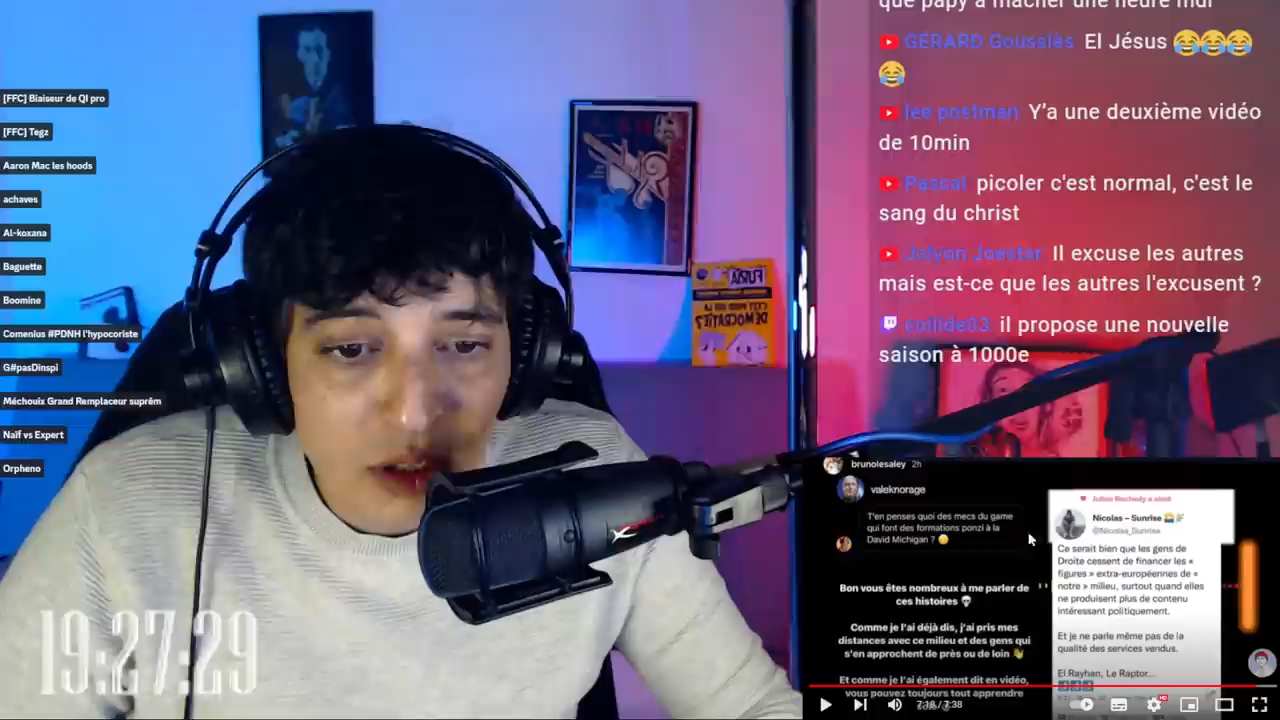 que papy a mâcher une heure mdr
GERARD Gousslès El Jésus 😂😂😂
😂
lee postman Y'a une deuxième vidéo
de 10min
Pascal picoler c'est normal, c'est le
sang du christ
Jolyon Joestar Il excuse les autres
mais est-ce que les autres l'excusent ?
collide03 il propose une nouvelle
saison à 1000e
[FFC] Biaiseur de QI pro
[FFC] Tegz
Aaron Mac les hoods
achaves
Al-koxana
Baguette
Boomine
Comenius #PDNH l'hypocoriste
G#pasDinspi
Méchouix Grand Remplaceur suprêm
Naïf vs Expert
Orpheno
FURIA
C'EST POUR OU LA
DÉMOCRATIE?
brunolesaley 2h
valeknorage
T'en penses quoi des mecs du game
qui font des formations ponzi à la
David Michigan ?
Bon vous êtes nombreux à me parler de
ces histoires 💀
Comme je l'ai déjà dis, j'ai pris mes
distances avec ce milieu et des gens qui
s'en approchent de près ou de loin 👋
Et comme je l'ai également dit en vidéo,
vous pouvez toujours tout apprendre
Julien Rochedy a aimé
Nicolas – Sunrise
@Nicolas_Sunrise
Ce serait bien que les gens de
Droite cessent de financer les «
figures » extra-européennes de «
notre » milieu, surtout quand elles
ne produisent plus de contenu
intéressant politiquement.
Et je ne parle même pas de la
qualité des services vendus.
El Rayhan, Le Raptor...
7:18 / 7:38
HD
19:27:29